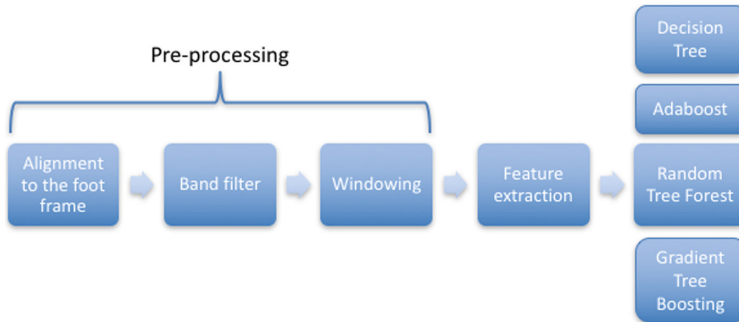 Pre-processing
Alignment
to the foot
frame
Band filter
Windowing
Feature
extraction
Decision
Tree
Adaboost
Random
Tree Forest
Gradient
Tree
Boosting